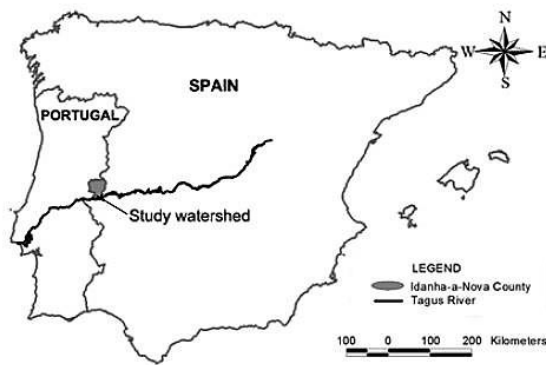 N
W E
S
SPAIN
PORTUGAL
Study watershed
LEGEND
Idanha-a-Nova County
Tagus River
100 0 100 200 Kilometers